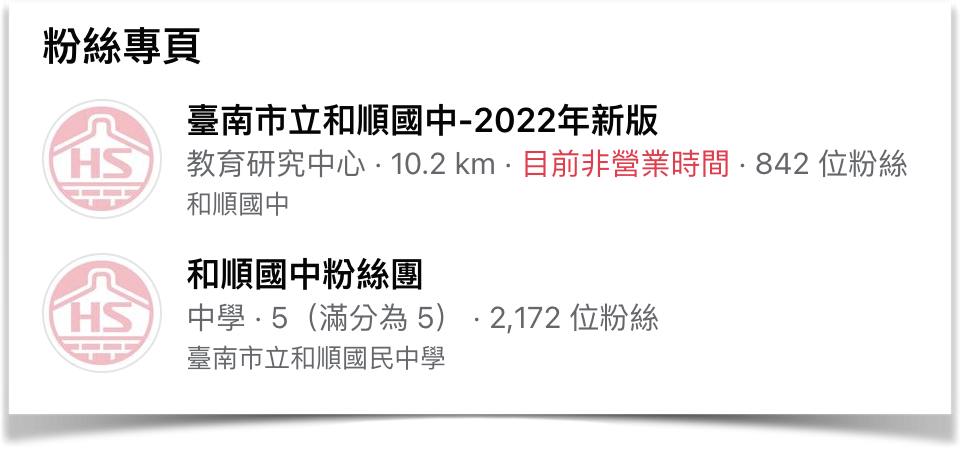 粉絲專頁
HS
臺南市立和順國中-2022年新版
教育研究中心 · 10.2 km · 目前非營業時間 · 842 位粉絲
和順國中
HS
和順國中粉絲團
中學 · 5（滿分為 5） · 2,172 位粉絲
臺南市立和順國民中學